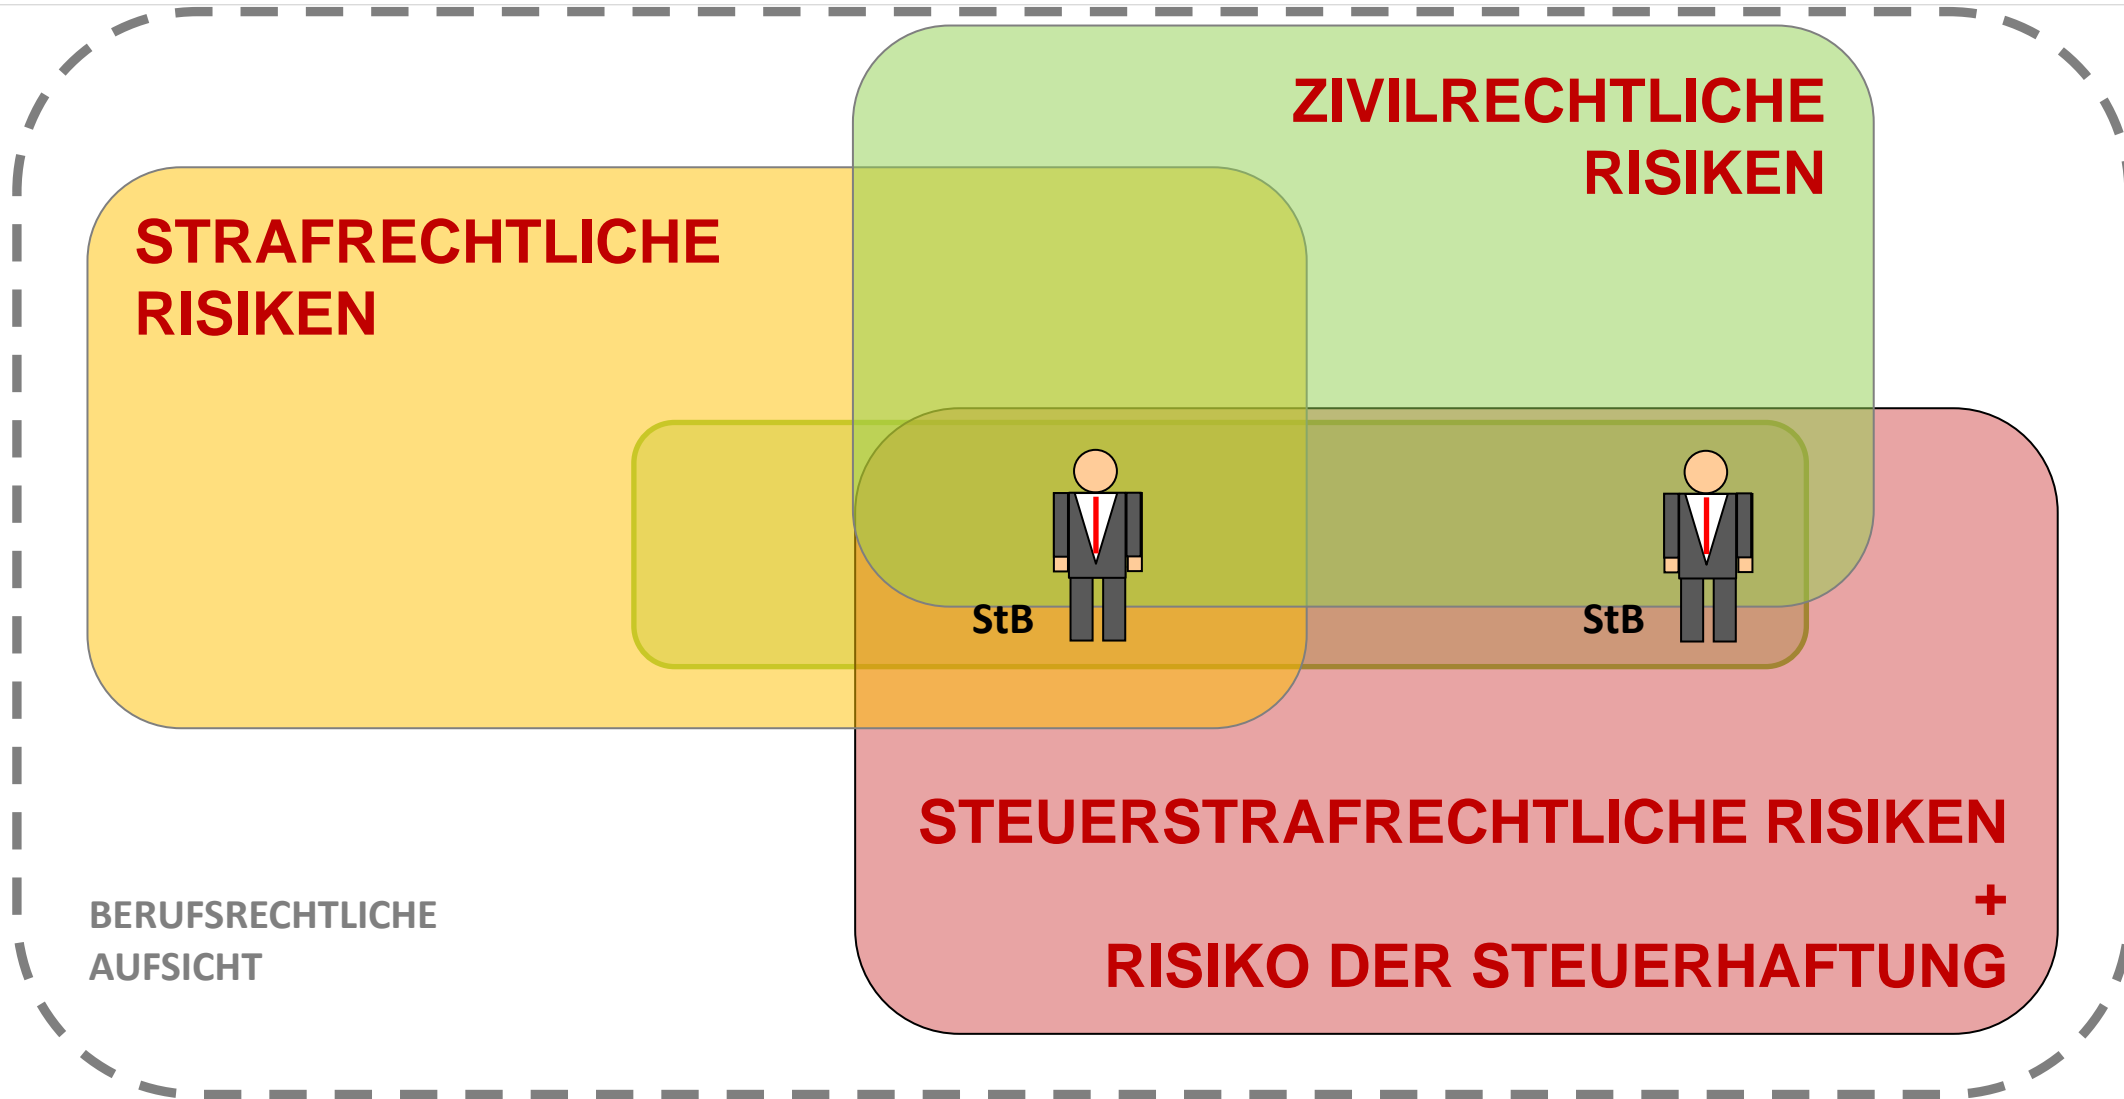 ZIVILRECHTLICHE
RISIKEN
STRAFRECHTLICHE
RISIKEN
StB
StB
STEUERSTRAFRECHTLICHE RISIKEN
+
RISIKO DER STEUERHAFTUNG
BERUFSRECHTLICHE
AUFSICHT